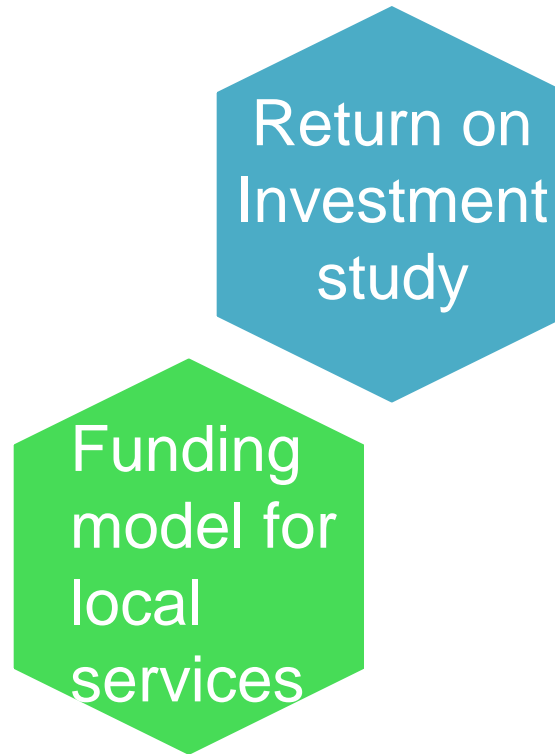 Return on
Investment
study
Funding
model for
local
services